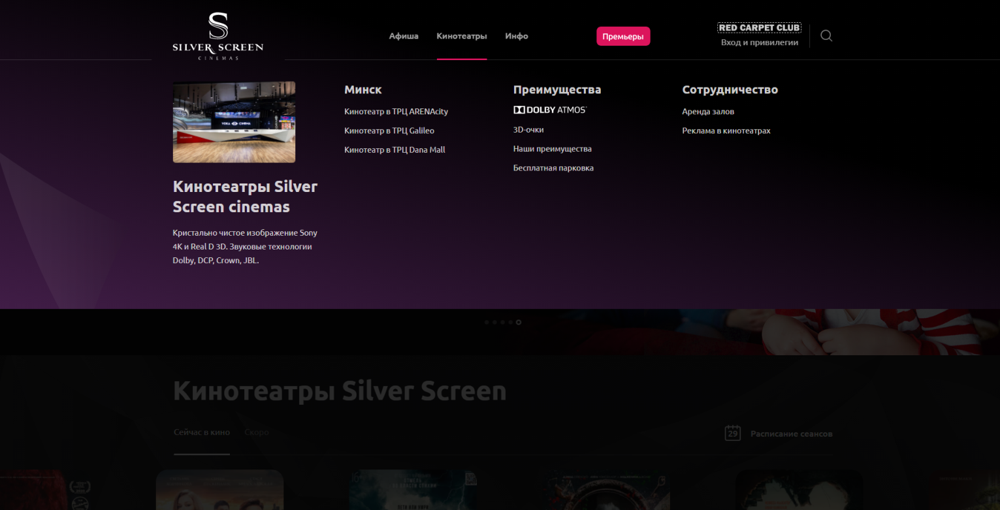 SILVER SCREEN
CINEMAS
Афиша
Кинотеатры
Инфо
Премьеры
RED CARPET CLUB
Вход и привилегии
VOKA CINEMA
Кинотеатры Silver
Screen cinemas
Кристально чистое изображение Sony
4K и Real D 3D. Звуковые технологии
Dolby, DCP, Crown, JBL.
Минск
Кинотеатр в ТРЦ ARENAcity
Кинотеатр в ТРЦ Galileo
Кинотеатр в ТРЦ Dana Mall
Преимущества
DOLBY ATMOS
3D-очки
Наши преимущества
Бесплатная парковка
Сотрудничество
Аренда залов
Реклама в кинотеатрах
Кинотеатры Silver Screen
Сейчас в кино
Скоро
29
Расписание сеансов